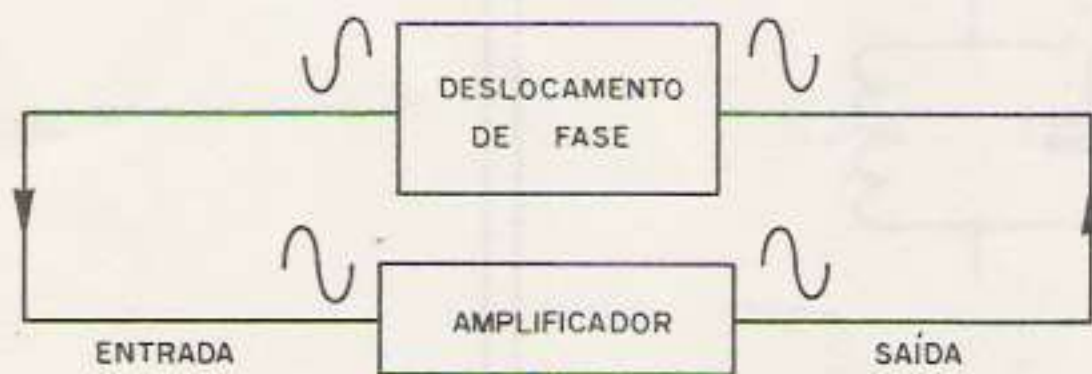 DESLOCAMENTO
DE FASE
AMPLIFICADOR
ENTRADA
SAÍDA